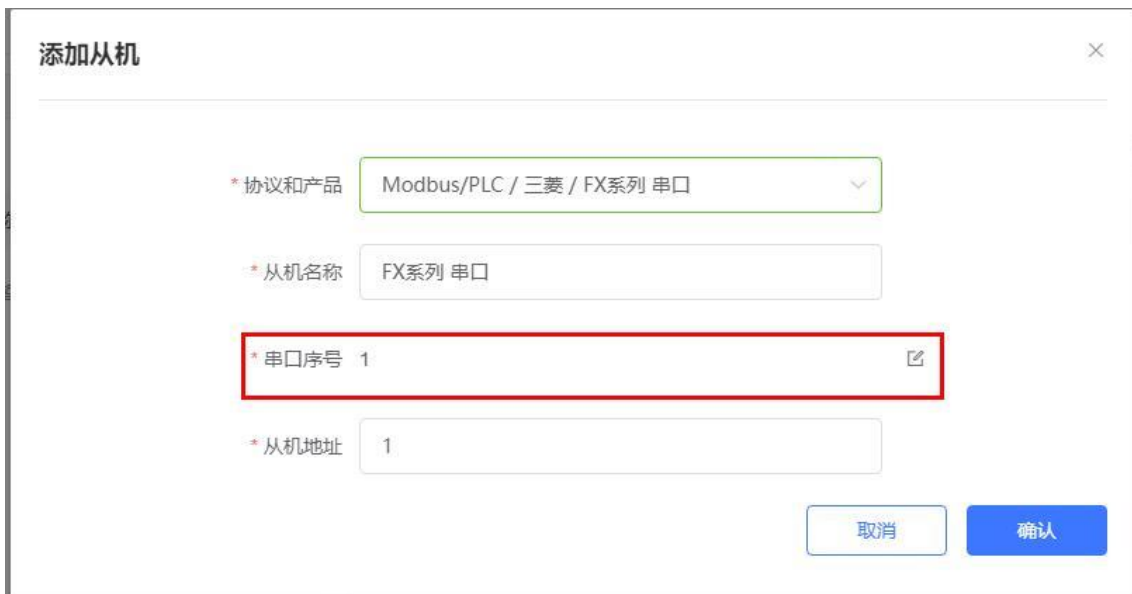 添加从机
* 协议和产品 Modbus/PLC / 三菱 / FX系列 串口
* 从机名称 FX系列 串口
* 串口序号 1
* 从机地址 1
取消 确认